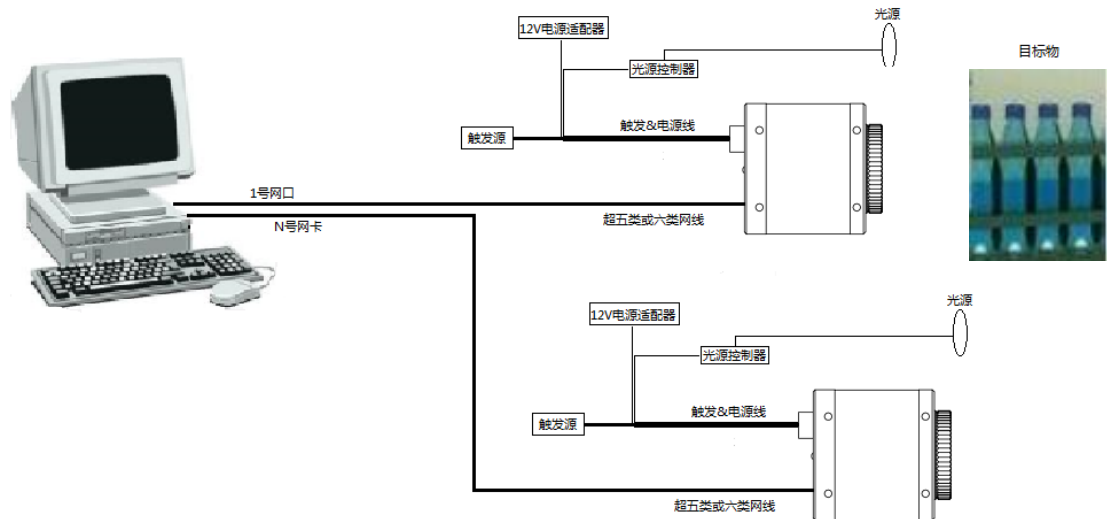 光源
12V电源适配器
目标物
光源控制器
触发源
触发&电源线
1号网口
超五类或六类网线
N号网卡
光源
12V电源适配器
光源控制器
触发源
触发&电源线
超五类或六类网线